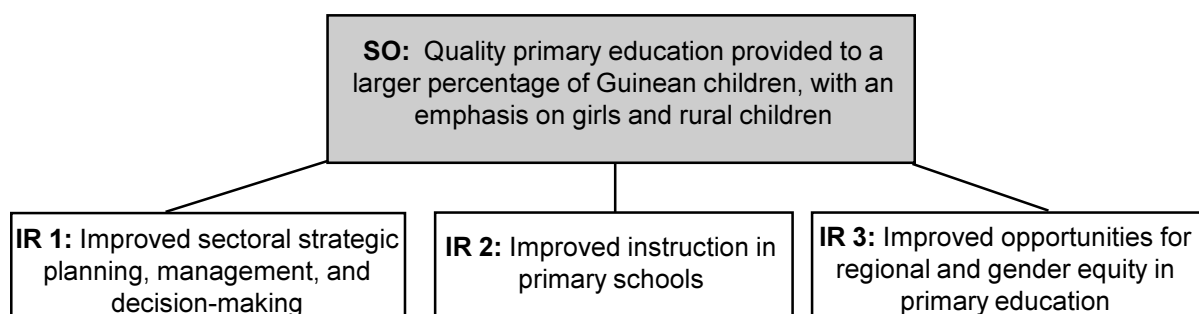 SO: Quality primary education provided to a
larger percentage of Guinean children, with an
emphasis on girls and rural children
IR 1: Improved sectoral strategic
planning, management, and
decision-making
IR 2: Improved instruction in
primary schools
IR 3: Improved opportunities for
regional and gender equity in
primary education